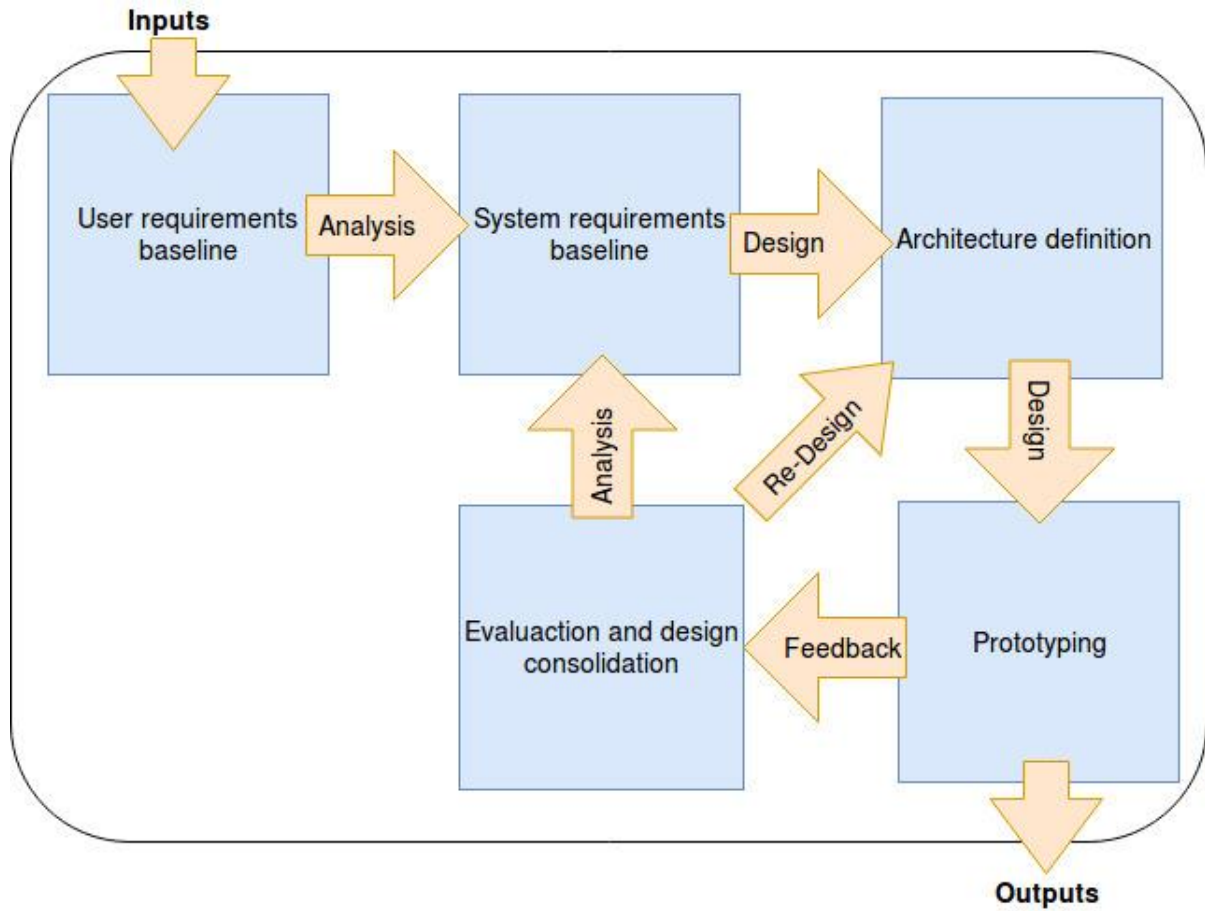 Inputs
User requirements
baseline
Analysis
System requirements
baseline
Design
Architecture definition
Analysis
Re-Design
Design
Evaluaction and design
consolidation
Feedback
Prototyping
Outputs